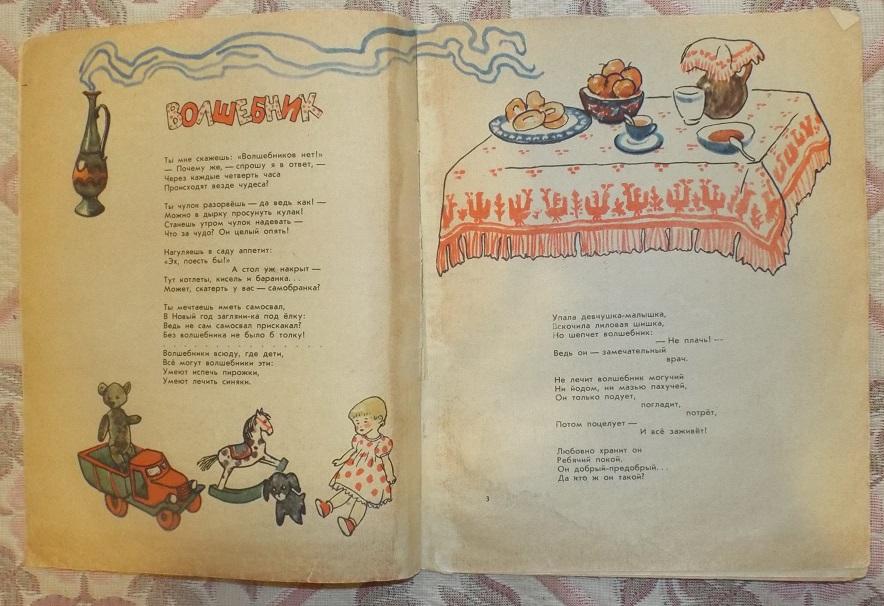 ВОЛШЕБНИК
Ты мне скажешь: «Волшебников нет!»
— Почему же, — спрошу я в ответ, —
Через каждые четверть часа
Происходят везде чудеса?
Ты чулок разорвёшь — да ведь как! —
Можно в дырку просунуть кулак!
Станешь утром чулок надевать —
Что за чудо? Он целый опять!
Нагуляешь в саду аппетит:
«Эх, поесть бы!»
А стол уж накрыт —
Тут котлеты, кисель и баранка...
Может, скатерть у вас — самобранка?
Ты мечтаешь иметь самосвал,
В Новый год загляни-ка под ёлку:
Ведь не сам самосвал прискакал?
Без волшебника не было б толку!
Волшебники всюду, где дети,
Всё могут волшебники эти:
Умеют испечь пирожки,
Умеют лечить синяки.
Упала девчушка-малышка,
Вскочила лиловая шишка,
Но шепчет волшебник:
— Не плачь! —
Ведь он — замечательный
врач.
Не лечит волшебник могучий
Ни йодом, ни мазью пахучей,
Он только подует,
погладит,
потрёт,
Потом поцелует —
И всё заживёт!
Любовно хранит он
Ребячий покой.
Он добрый-предобрый...
Да кто ж он такой?
3